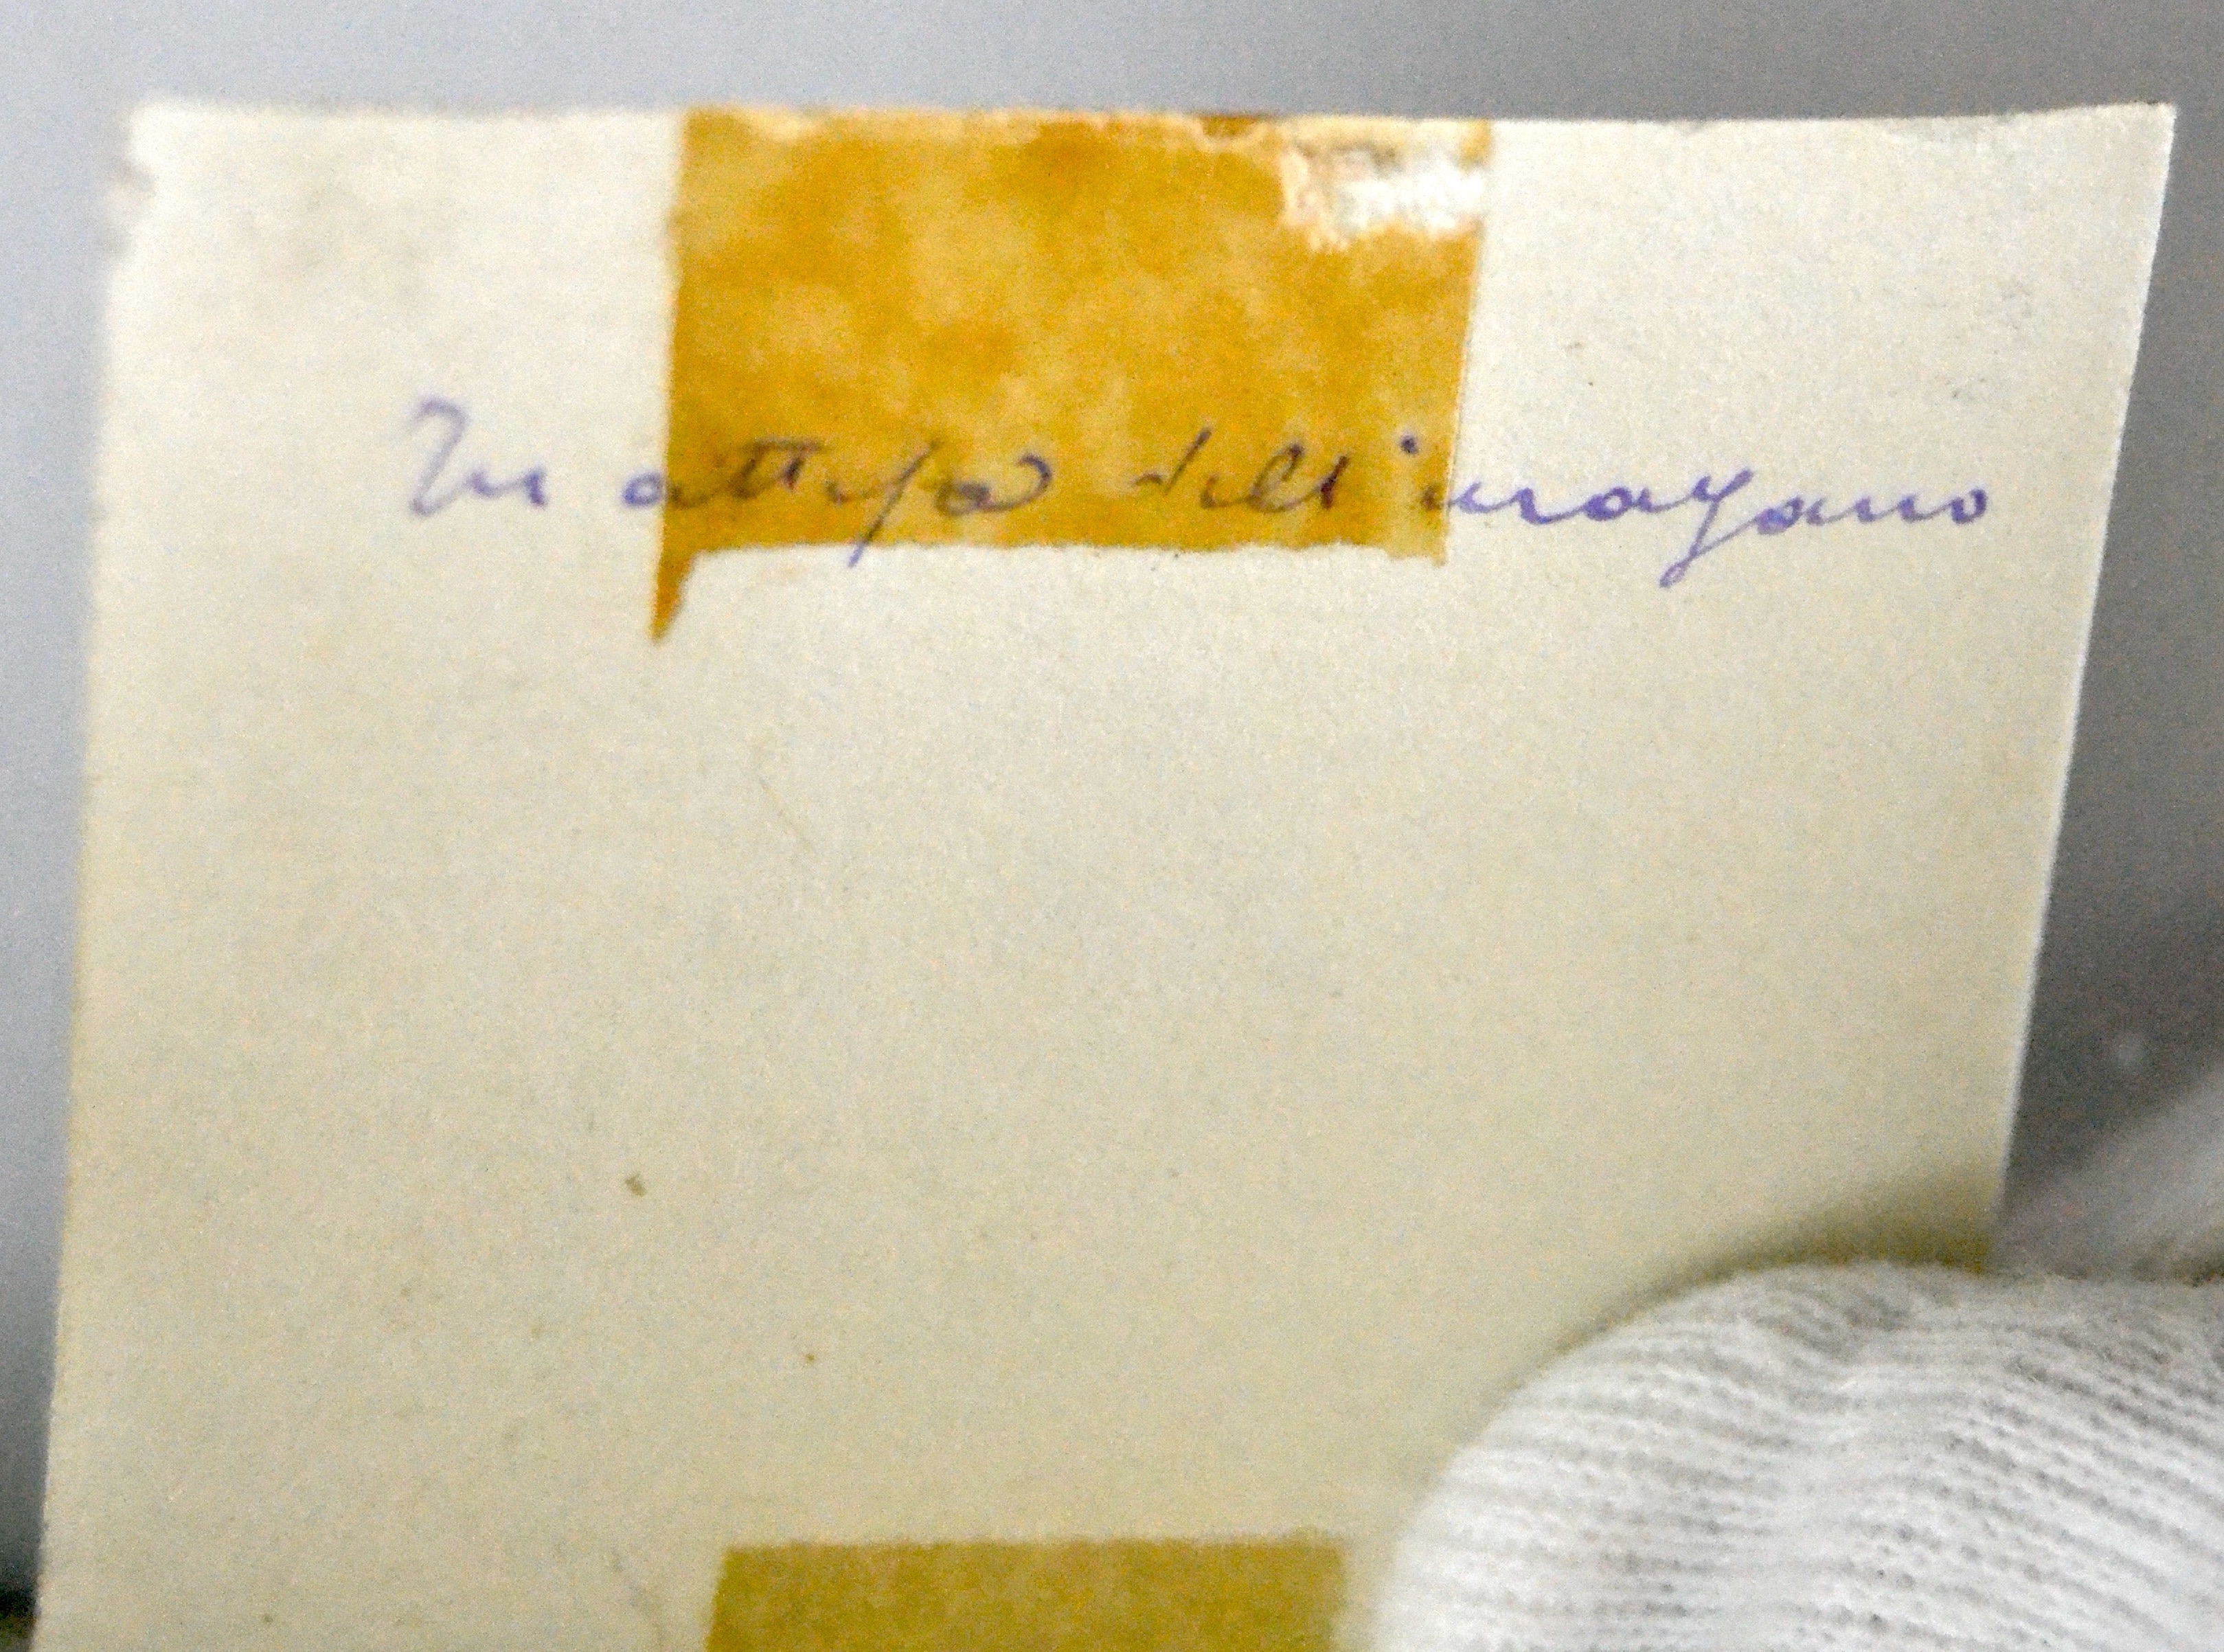 In attesa dell'uragano